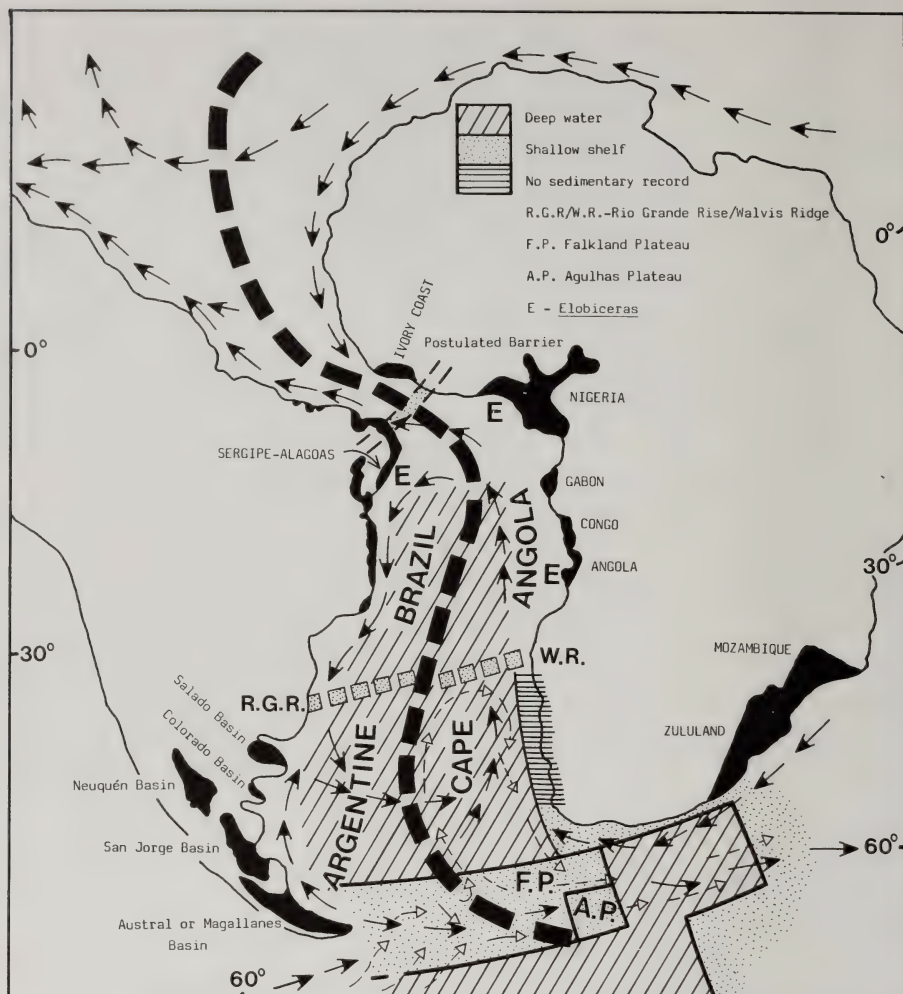 Deep water
Shallow shelf
No sedimentary record
R.G.R/W.R.-Rio Grande Rise/Walvis Ridge
F.P. Falkland Plateau
A.P. Agulhas Plateau
E - Elobiceras
0°
0°
IVORY COAST
Postulated Barrier
E
NIGERIA
SERGIPE-ALAGOAS
E
GABON
CONGO
ANGOLA
E
BRAZIL
ANGOLA
30°
30°
MOZAMBIQUE
W.R.
R.G.R.
Salado Basin
Colorado Basin
ZULULAND
Neuquén Basin
ARGENTINE
CAPE
San Jorge Basin
60°
F.P.
A.P.
Austral or Magallanes
Basin
60°